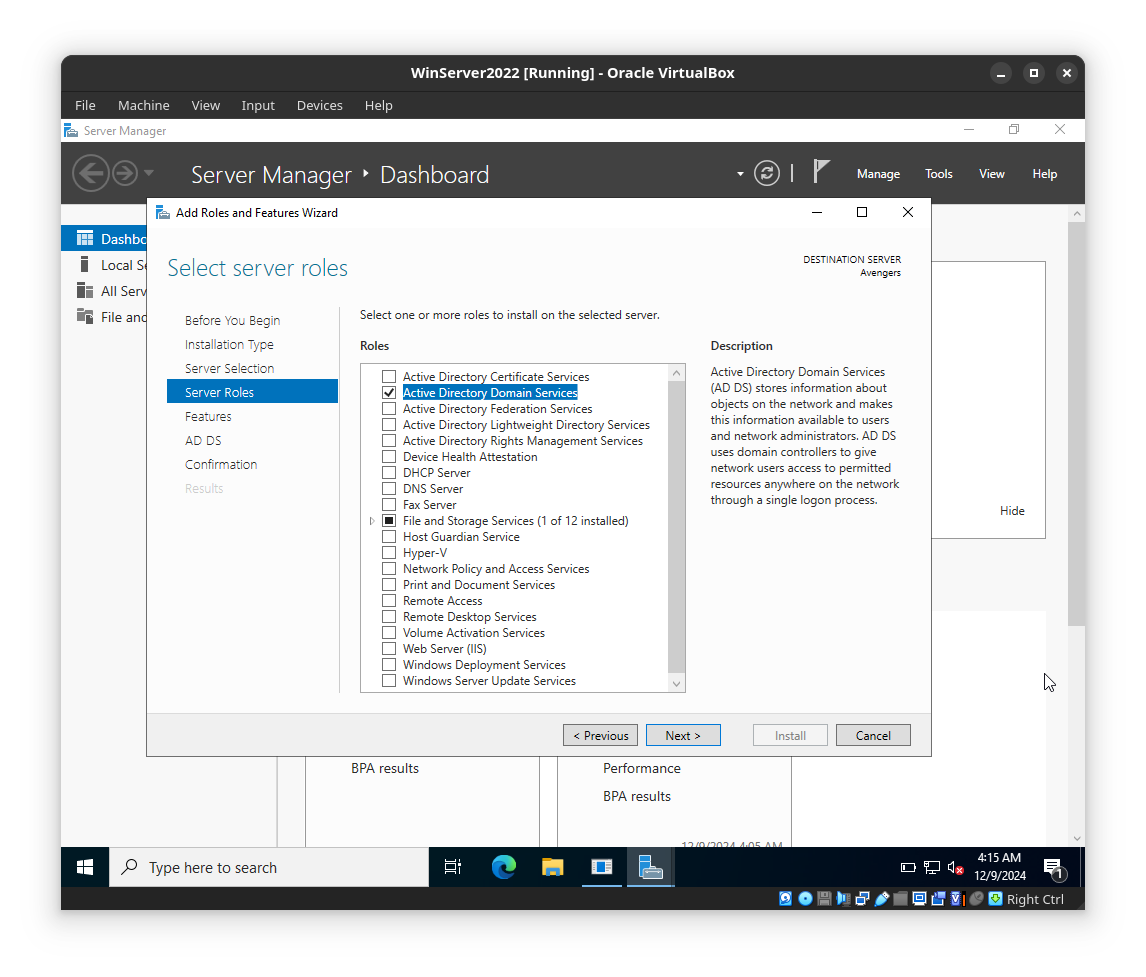 WinServer2022 [Running] - Oracle VirtualBox
File Machine View Input Devices Help
Server Manager
Server Manager Dashboard
Manage Tools View Help
Add Roles and Features Wizard
Dashbo
Local Se
All Serv
File and
Select server roles
DESTINATION SERVER
Avengers
Before You Begin
Installation Type
Server Selection
Server Roles
Features
AD DS
Confirmation
Results
Select one or more roles to install on the selected server.
Roles
Active Directory Certificate Services
Active Directory Domain Services
Active Directory Federation Services
Active Directory Lightweight Directory Services
Active Directory Rights Management Services
Device Health Attestation
DHCP Server
DNS Server
Fax Server
File and Storage Services (1 of 12 installed)
Host Guardian Service
Hyper-V
Network Policy and Access Services
Print and Document Services
Remote Access
Remote Desktop Services
Volume Activation Services
Web Server (IIS)
Windows Deployment Services
Windows Server Update Services
Description
Active Directory Domain Services
(AD DS) stores information about
objects on the network and makes
this information available to users
and network administrators. AD DS
uses domain controllers to give
network users access to permitted
resources anywhere on the network
through a single logon process.
Hide
< Previous
Next >
Install
Cancel
BPA results
Performance
BPA results
12/9/2024 4:05 AM
Type here to search
4:15 AM
12/9/2024
1
Right Ctrl